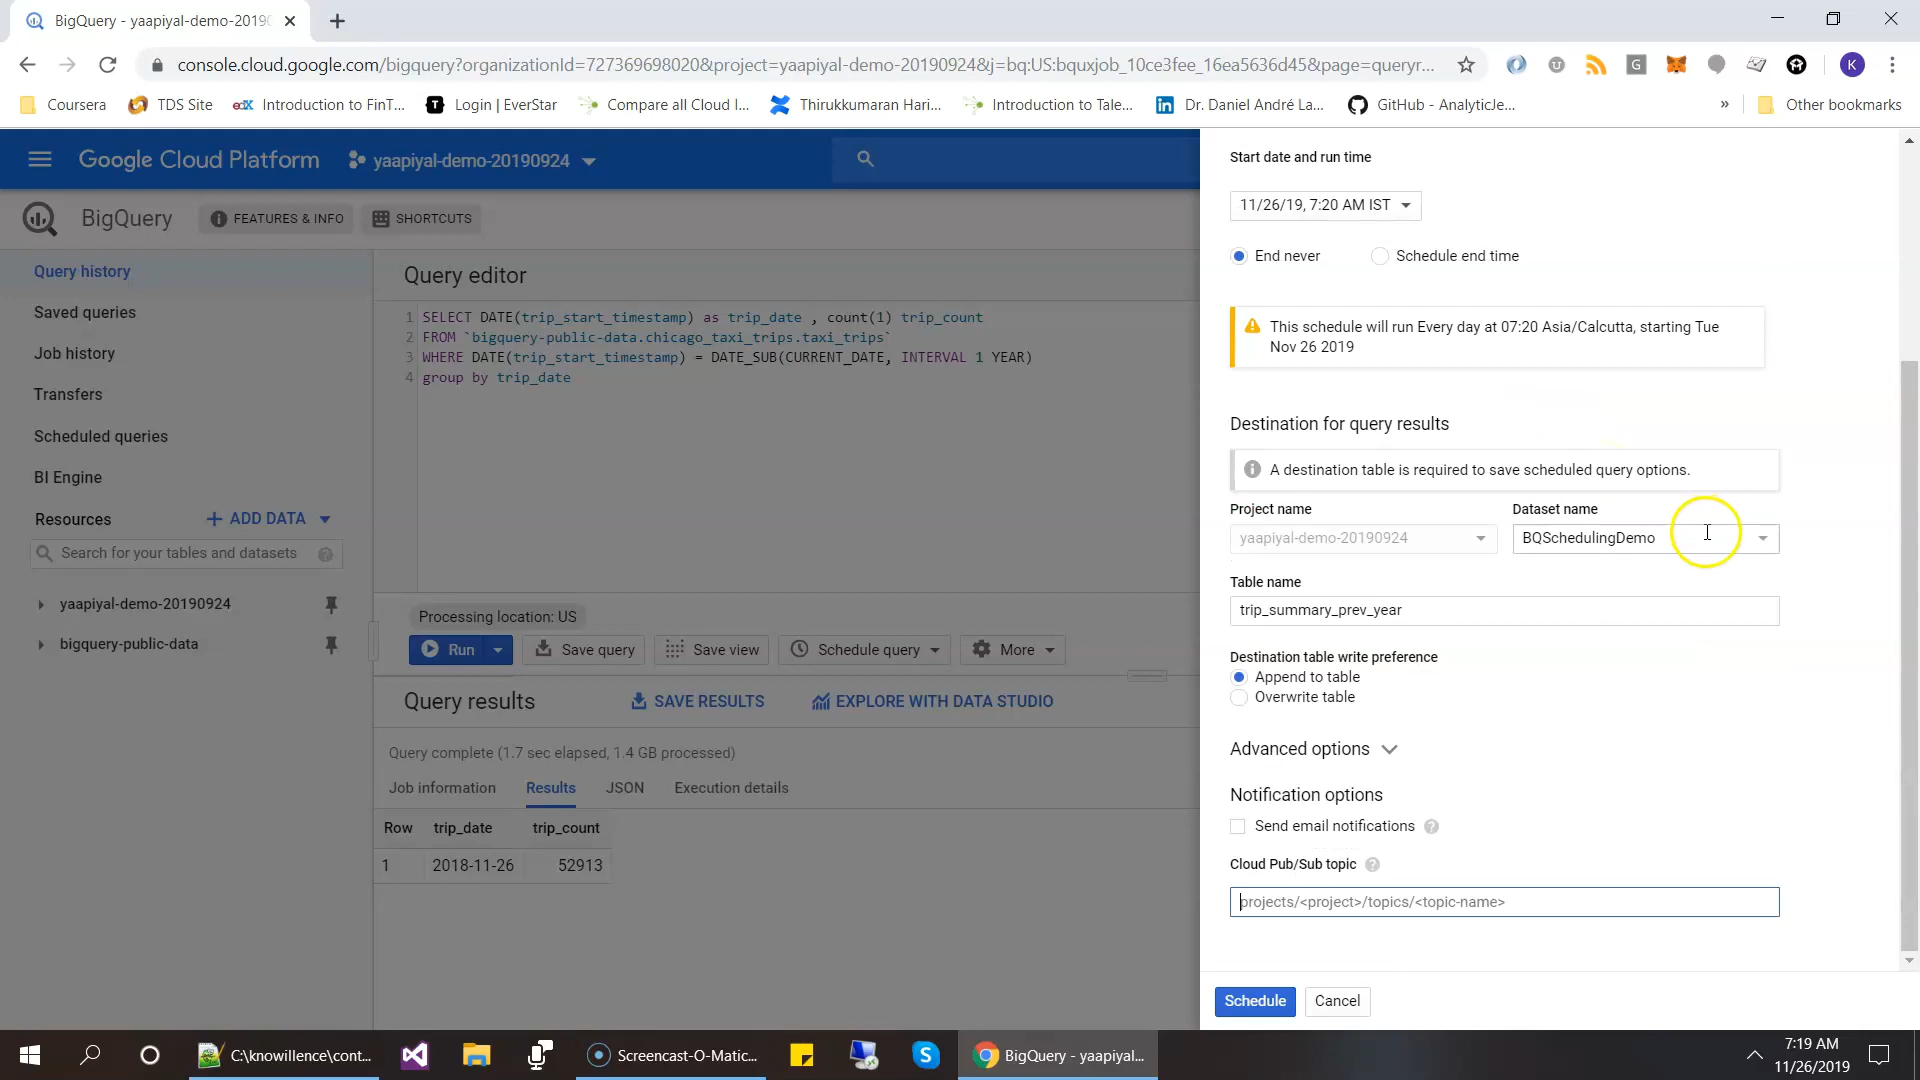 BigQuery - yaapiyal-demo-2019
console.cloud.google.com/bigquery?organizationId=727369698020&project=yaapiyal-demo-20190924&j=bq:US:bquxjob_10ce3fee_16ea5636d45&page=queryr...
K
Coursera
TDS Site
edX Introduction to FinT...
T Login | EverStar
Compare all Cloud I...
Thirukkumaran Hari...
Introduction to Tale...
in Dr. Daniel André La...
GitHub - AnalyticJe...
»
Other bookmarks
Google Cloud Platform
yaapiyal-demo-20190924
BigQuery
FEATURES & INFO
SHORTCUTS
Query history
Saved queries
Job history
Transfers
Scheduled queries
BI Engine
Resources
+ ADD DATA
Search for your tables and datasets
yaapiyal-demo-20190924
bigquery-public-data
Query editor
1 SELECT DATE(trip_start_timestamp) as trip_date , count(1) trip_count
2 FROM `bigquery-public-data.chicago_taxi_trips.taxi_trips`
3 WHERE DATE(trip_start_timestamp) = DATE_SUB(CURRENT_DATE, INTERVAL 1 YEAR)
4 group by trip_date
Processing location: US
Run
Save query
Save view
Schedule query
More
Query results
SAVE RESULTS
EXPLORE WITH DATA STUDIO
Query complete (1.7 sec elapsed, 1.4 GB processed)
Job information
Results
JSON
Execution details
Row trip_date trip_count
1 2018-11-26 52913
Start date and run time
11/26/19, 7:20 AM IST
End never
Schedule end time
This schedule will run Every day at 07:20 Asia/Calcutta, starting Tue
Nov 26 2019
Destination for query results
A destination table is required to save scheduled query options.
Project name
Dataset name
yaapiyal-demo-20190924
BQSchedulingDemo
Table name
trip_summary_prev_year
Destination table write preference
Append to table
Overwrite table
Advanced options
Notification options
Send email notifications
Cloud Pub/Sub topic
projects/<project>/topics/<topic-name>
Schedule
Cancel
C:\knowillence\cont...
Screencast-O-Matic...
BigQuery - yaapiyal...
7:19 AM
11/26/2019